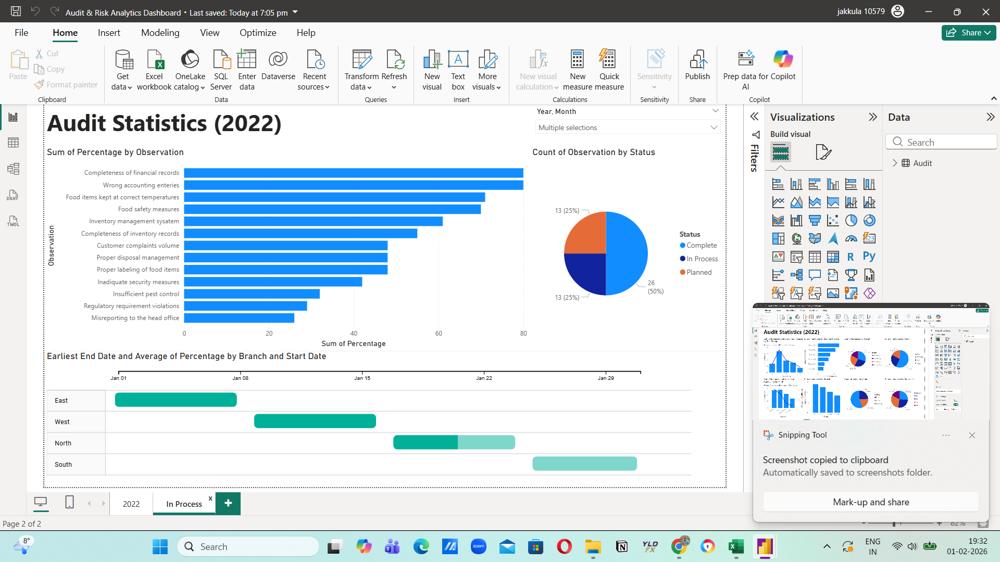 Audit & Risk Analytics Dashboard • Last saved: Today at 7:05 pm
jakkula 10579
File
Home
Insert
Modeling
View
Optimize
Help
Share
Paste
Cut
Copy
Format painter
Clipboard
Get data
Excel workbook
OneLake catalog
SQL Server
Enter data
Dataverse
Recent sources
Data
Transform data
Refresh
Queries
New visual
Text box
More visuals
Insert
New visual calculation
New measure
Quick measure
Calculations
Sensitivity
Sensitivity
Publish
Share
Prep data for AI
Copilot
Copilot
DAX
TMDL
Audit Statistics (2022)
Year, Month
Multiple selections
Sum of Percentage by Observation
Observation
Completeness of financial records
Wrong accounting enteries
Food items kept at correct temperatures
Food safety measures
Inventory management sysatem
Completeness of inventory records
Customer complaints volume
Proper disposal management
Proper labeling of food items
Inadiquate security measures
Insufficient pest control
Regulatory requirement violations
Misreporting to the head office
0
20
40
60
80
Sum of Percentage
Count of Observation by Status
13 (25%)
13 (25%)
26
(50%)
Status
Complete
In Process
Planned
Earliest End Date and Average of Percentage by Branch and Start Date
Jan 01
Jan 08
Jan 15
Jan 22
Jan 29
East
West
North
South
Filters
Visualizations
Build visual
123
R
Py
Data
Search
Audit
Audit Statistics (2022)
Snipping Tool
Screenshot copied to clipboard
Automatically saved to screenshots folder.
Mark-up and share
2022
In Process
x
Page 2 of 2
82%
8°
Search
zoom
YLD
FX
ENG
IN
19:32
01-02-2026